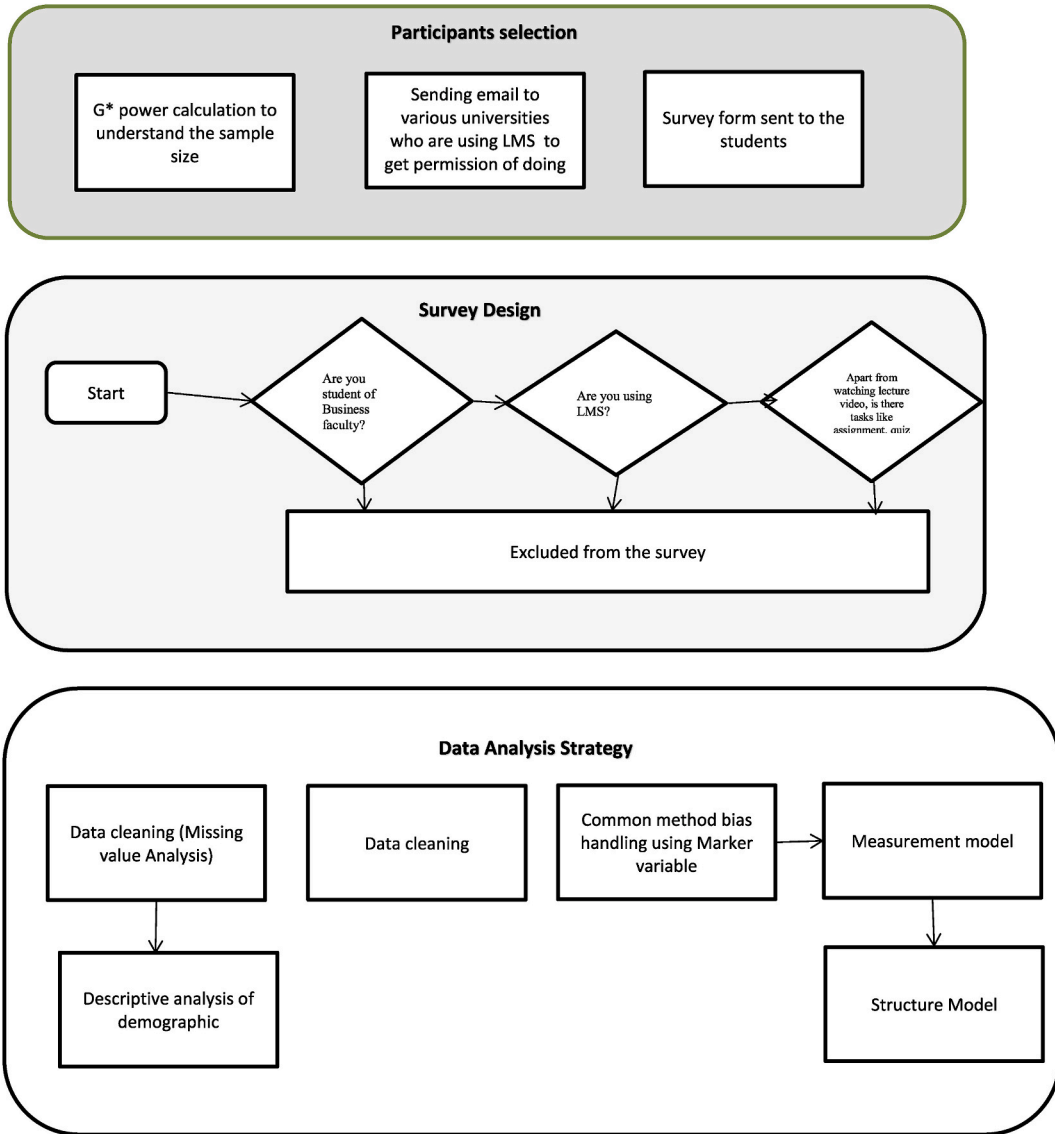 Participants selection
G* power calculation to
understand the sample
size
Sending email to
various universities
who are using LMS to
get permission of doing
Survey form sent to the
students
Survey Design
Start
Are you
student of
Business
faculty?
Are you using
LMS?
Apart from
watching lecture
video, is there
tasks like
assignment, quiz
Excluded from the survey
Data Analysis Strategy
Data cleaning (Missing
value Analysis)
Data cleaning
Common method bias
handling using Marker
variable
Measurement model
Descriptive analysis of
demographic
Structure Model